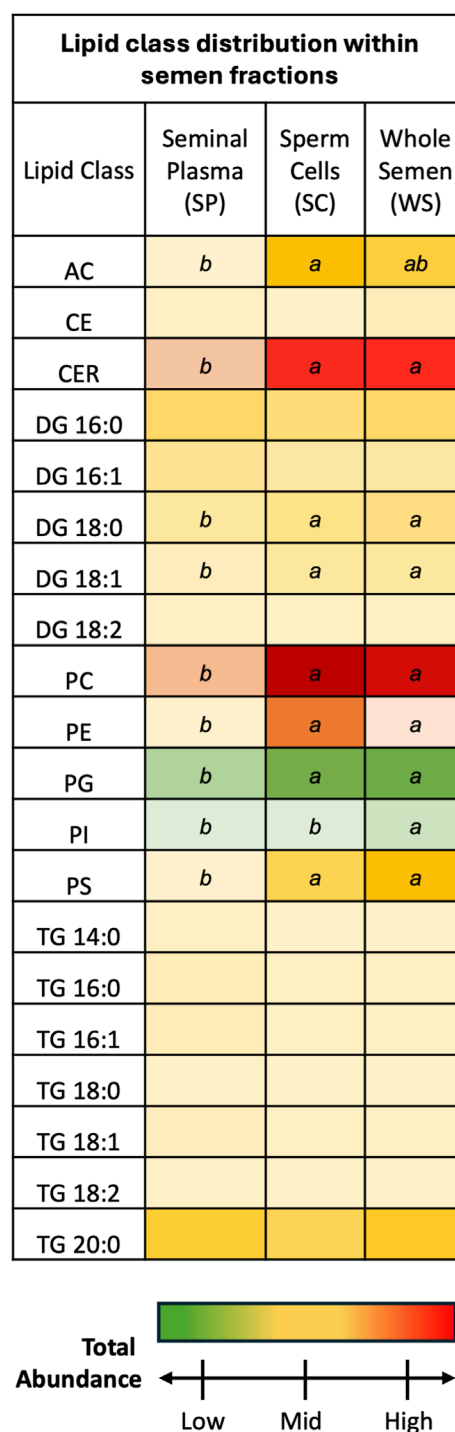 Lipid class distribution within
semen fractions
Lipid Class
Seminal
Plasma
(SP)
Sperm
Cells
(SC)
Whole
Semen
(WS)
AC b a ab
CE
CER b a a
DG 16:0
DG 16:1
DG 18:0 b a a
DG 18:1 b a a
DG 18:2
PC b a a
PE b a a
PG b a a
PI b b a
PS b a a
TG 14:0
TG 16:0
TG 16:1
TG 18:0
TG 18:1
TG 18:2
TG 20:0
Total
Abundance
Low Mid High